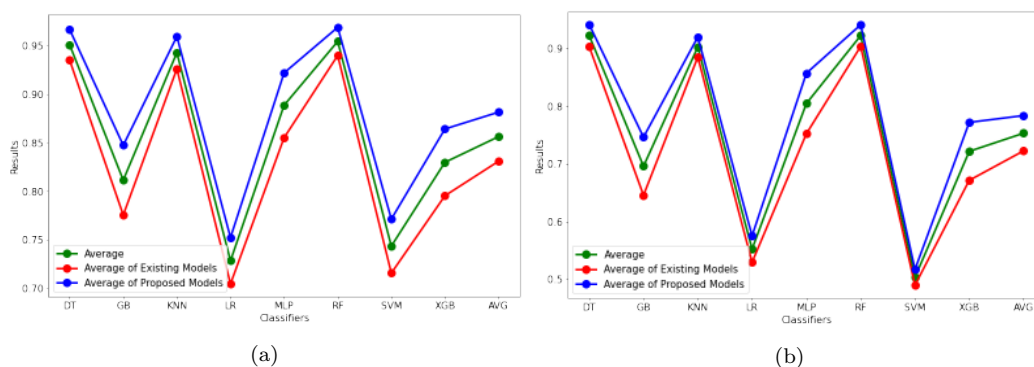 0.95
0.90
0.85
0.80
0.75
0.70
Results
Average
Average of Existing Models
Average of Proposed Models
DT GB KNN LR MLP RF SVM XGB AVG
Classifiers
(a)
0.9
0.8
0.7
0.6
0.5
Results
Average
Average of Existing Models
Average of Proposed Models
DT GB KNN LR MLP RF SVM XGB AVG
Classifiers
(b)